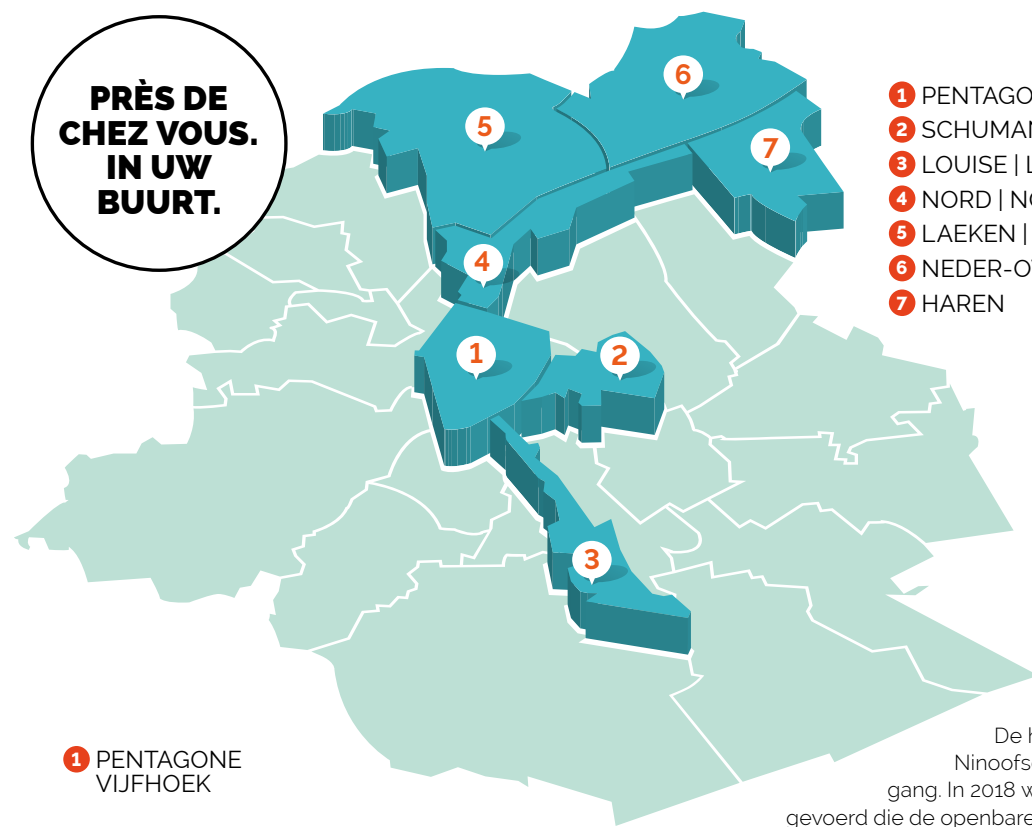 PRÈS DE
CHEZ VOUS.
IN UW
BUURT.
1 PENTAGO
2 SCHUMAN
3 LOUISE | L
4 NORD | NO
5 LAEKEN |
6 NEDER-O
7 HAREN
5
6
7
4
1
2
3
1 PENTAGONE
VIJFHOEK
De h
Ninoofs
gang. In 2018 w
gevoerd die de openbare